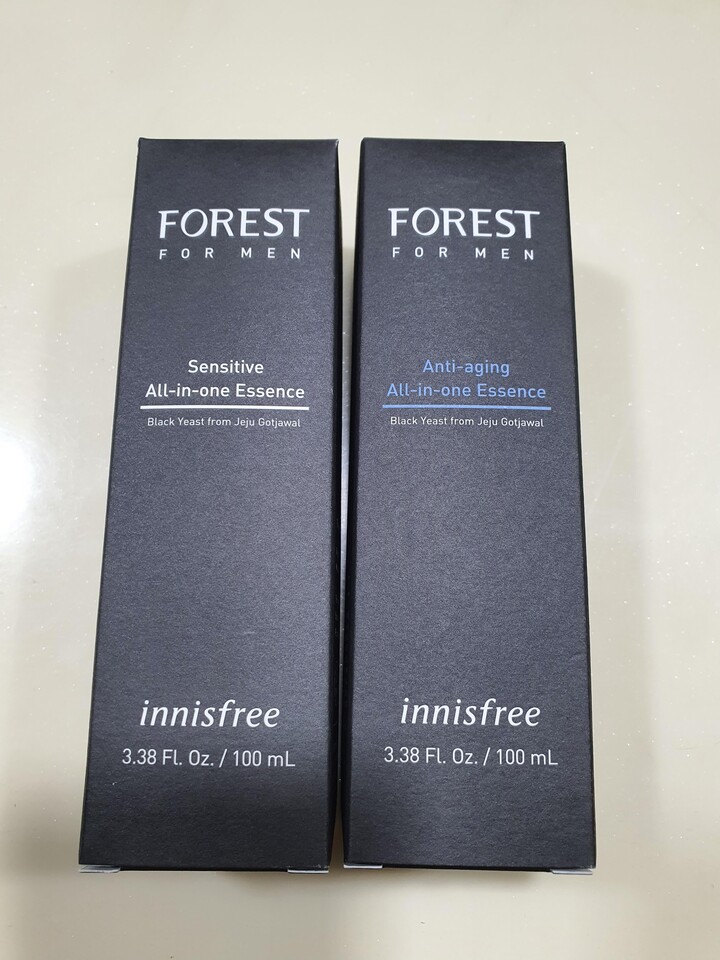 FOREST
FOR MEN
Sensitive
All-in-one Essence
Black Yeast from Jeju Gotjawal
innisfree
3.38 Fl. Oz. / 100 mL
FOREST
FOR MEN
Anti-aging
All-in-one Essence
Black Yeast from Jeju Gotjawal
innisfree
3.38 Fl. Oz. / 100 mL